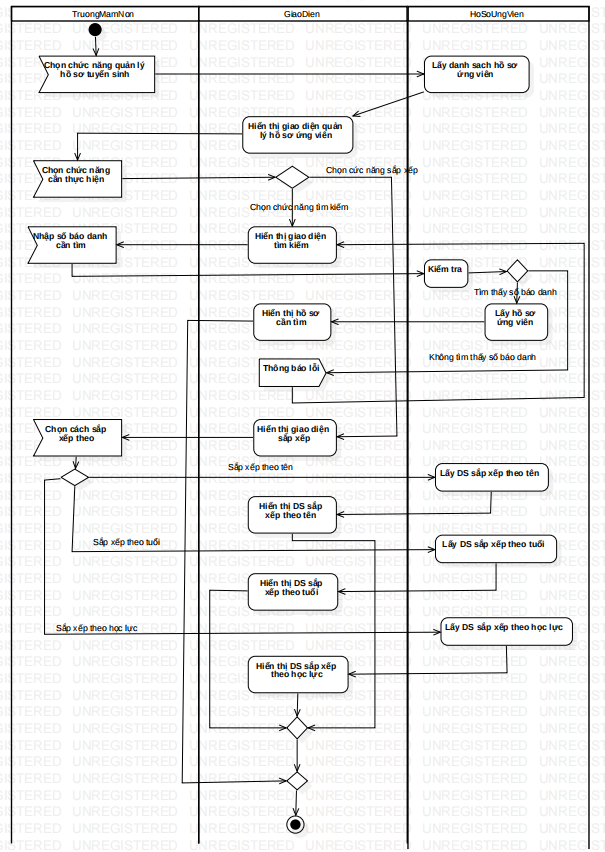 TruongMamNon
GiaoDien
HoSoUngVien
Chọn chức năng quản lý
hồ sơ tuyển sinh
Lấy danh sach hồ sơ
ứng viên
Hiển thị giao diện quản
lý hồ sơ ứng viên
Chọn chức năng
cần thực hiện
Chọn cức năng sắp xếp
Chọn chức năng tìm kiếm
Nhập số báo danh
cần tìm
Hiển thị giao diện
tìm kiếm
Kiểm tra
Tìm thấy số báo danh
Hiển thị hồ sơ
cần tìm
Lấy hồ sơ
ứng viên
Không tìm thấy số báo danh
Thông báo lỗi
Chọn cách sắp
xếp theo
Hiển thị giao diện
sắp xếp
Sắp xếp theo tên
Lấy DS sắp xếp theo tên
Hiển thị DS sắp
xếp theo tên
Sắp xếp theo tuổi
Lấy DS sắp xếp theo tuổi
Hiển thị DS sắp
xếp theo tuổi
Sắp xếp theo học lực
Lấy DS sắp xếp theo học lực
Hiển thị DS sắp xếp
theo học lực
UNREGISTERED